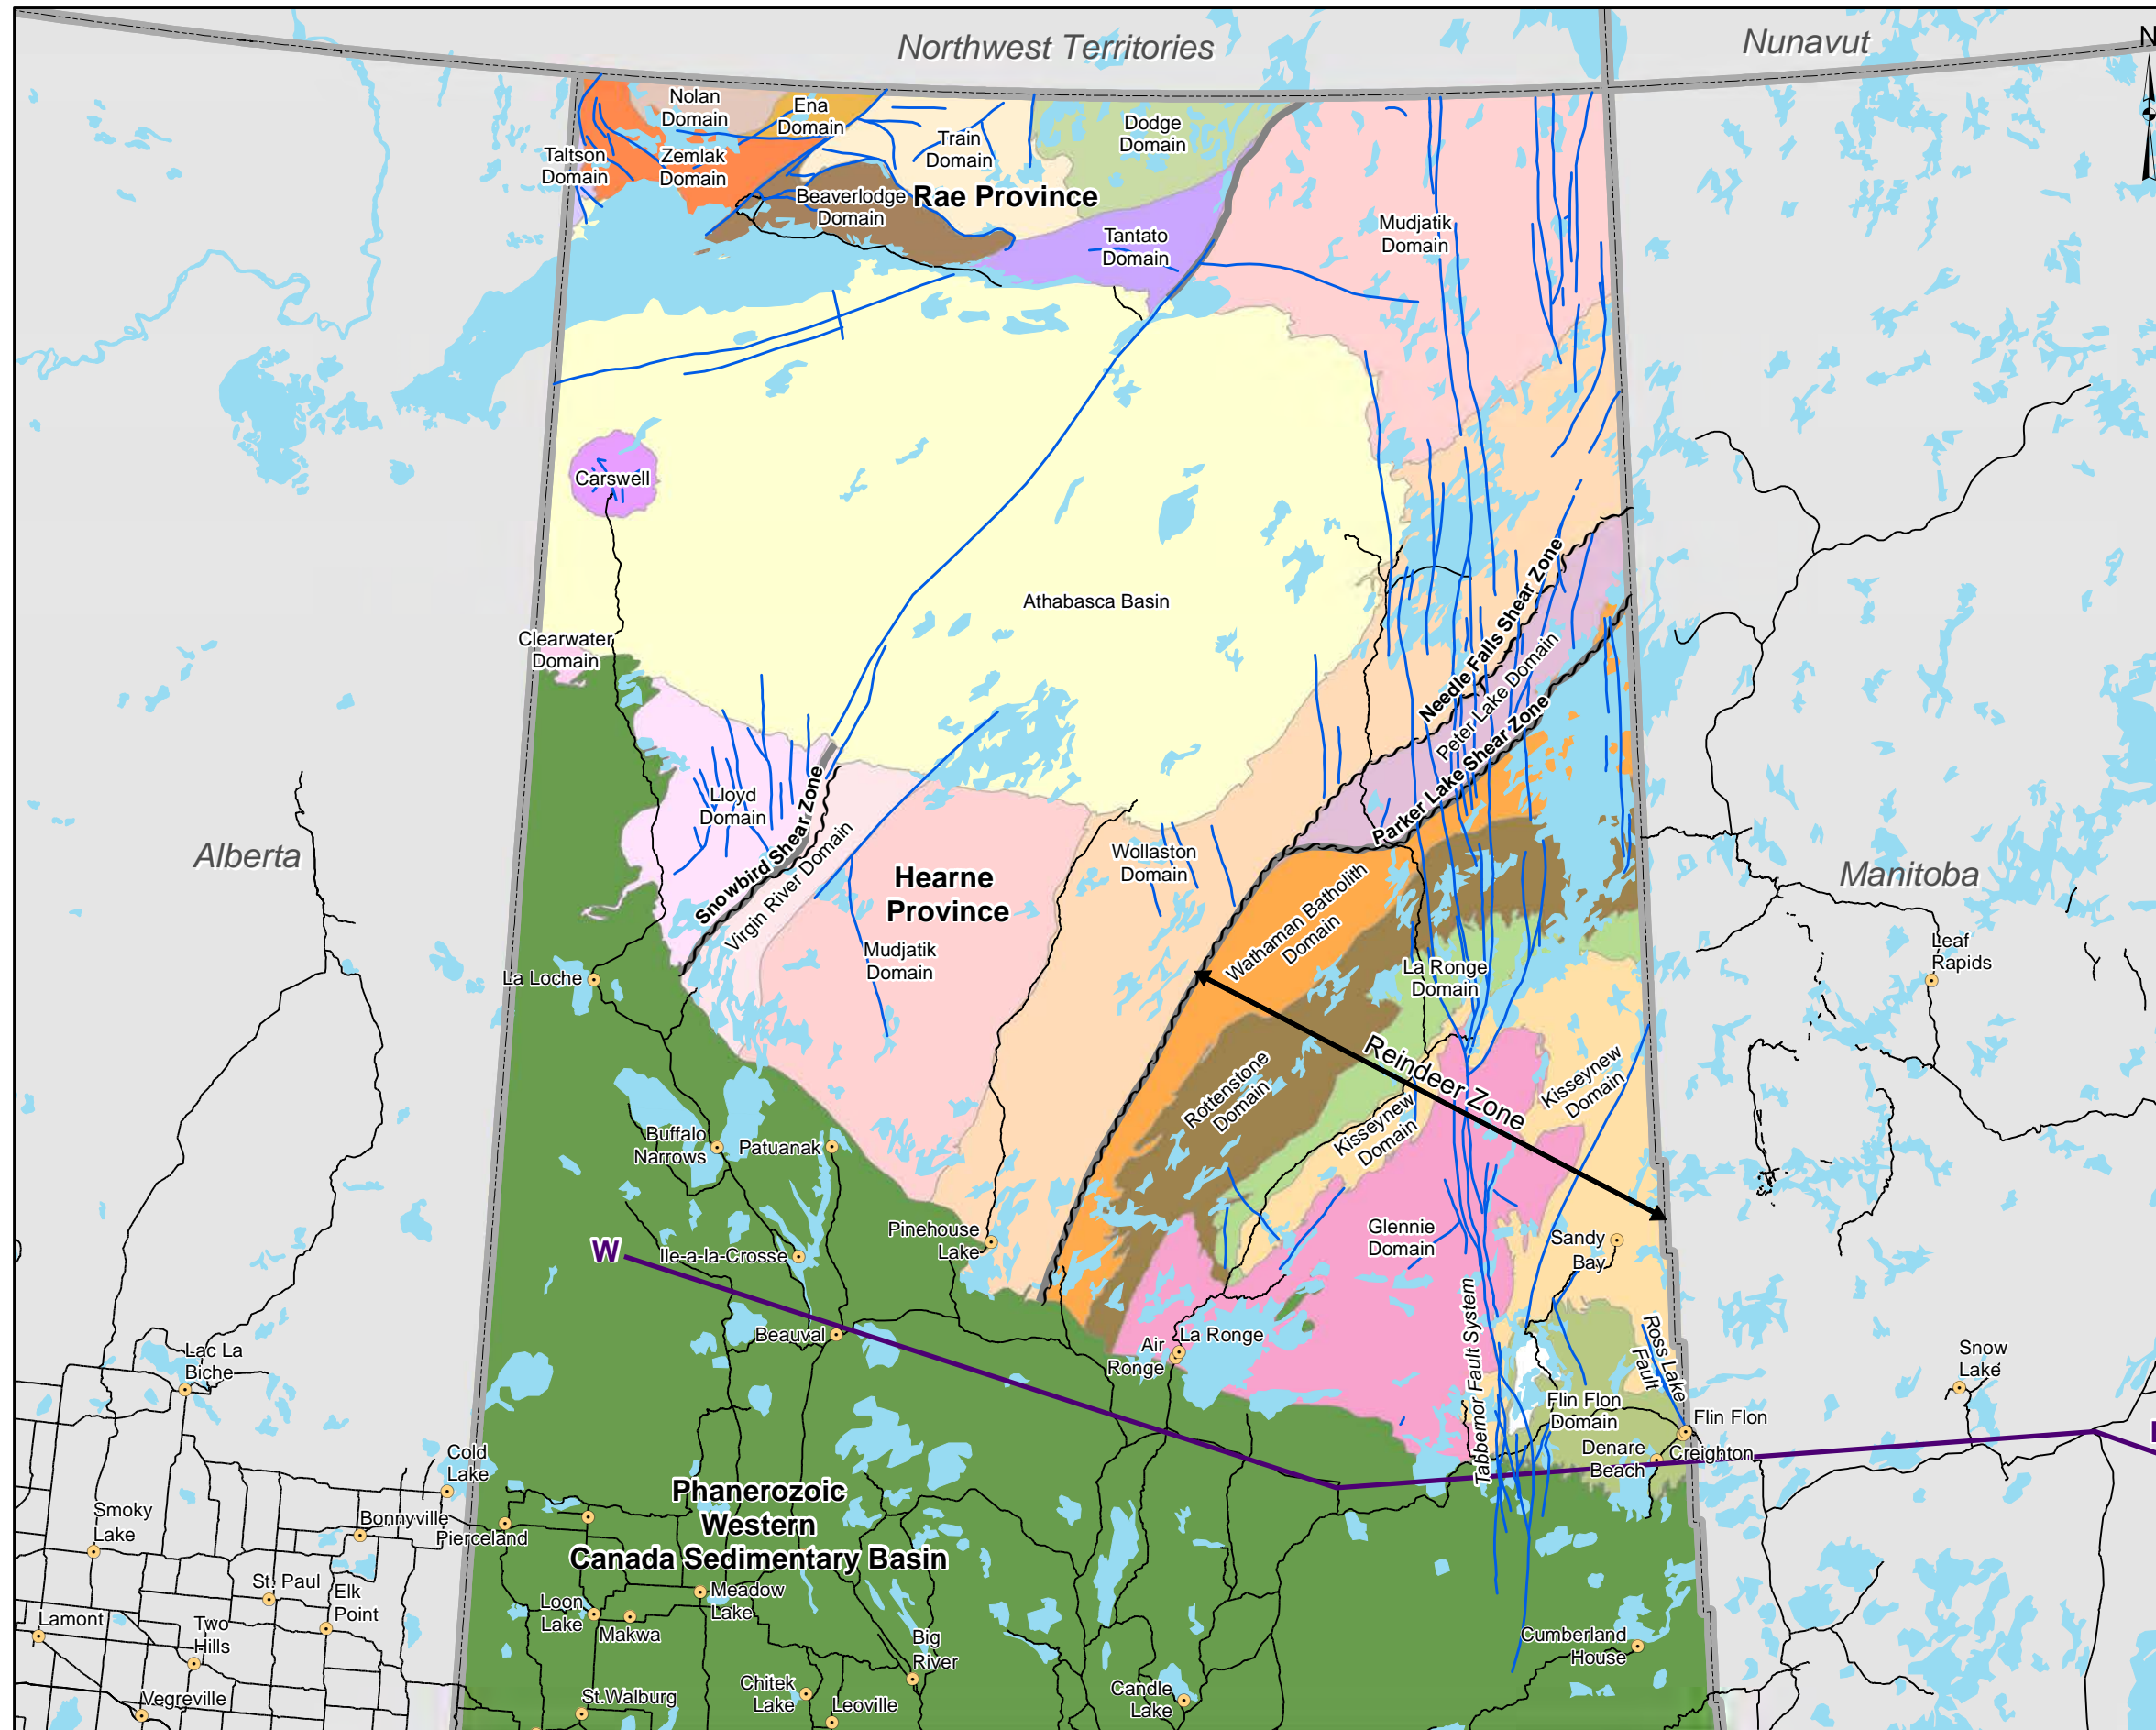 Northwest Territories
Nunavut
N
Nolan
Domain
Ena
Domain
Train
Domain
Dodge
Domain
Taltson
Domain
Zemlak
Domain
Beaverlodge
Domain
Rae Province
Tantato
Domain
Mudjatik
Domain
Carswell
Athabasca Basin
Clearwater
Domain
Needle Falls Shear Zone
Peter Lake Domain
Parker Lake Shear Zone
Lloyd
Domain
Snowbird Shear Zone
Virgin River Domain
Alberta
Hearne
Province
Mudjatik
Domain
Wollaston
Domain
Wathaman Batholith
Domain
Manitoba
Leaf
Rapids
La Loche
La Ronge
Domain
Reindeer Zone
Rottenstone
Domain
Kisseynew
Domain
Kisseynew
Domain
Buffalo
Narrows
Patuanak
Pinehouse
Lake
Glennie
Domain
Sandy
Bay
W
Ile-a-la-Crosse
Beauval
Air
Ronge
La Ronge
Tabbernor Fault System
Ross Lake
Fault
Snow
Lake
Lac La
Biche
Flin Flon
Domain
Flin Flon
Creighton
Denare
Beach
Cold
Lake
Phanerozoic
Western
Canada Sedimentary Basin
Smoky
Lake
Bonnyville
Pierceland
St. Paul
Elk
Point
Lamont
Two
Hills
Loon
Lake
Makwa
Meadow
Lake
Big
River
Cumberland
House
Vegreville
St.Walburg
Chitek
Lake
Leoville
Candle
Lake